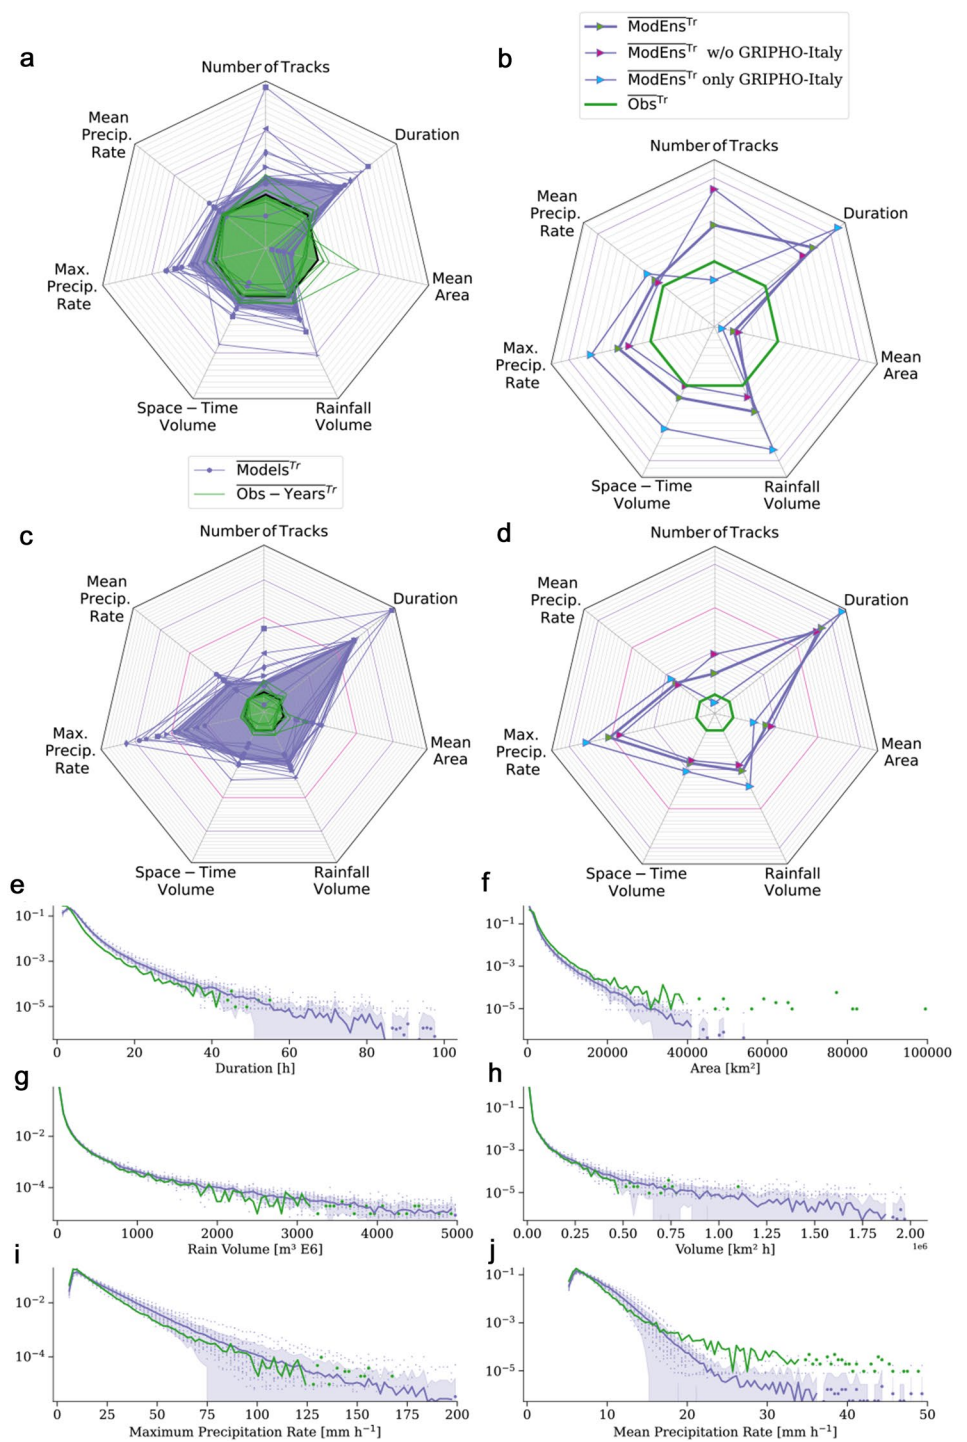 a
Number of Tracks
Mean
Precip.
Rate
Duration
Max.
Precip.
Rate
Mean
Area
Space – Time
Volume
Rainfall
Volume
Models Tr
Obs – Years Tr
b
ModEns Tr
ModEns Tr w/o GRIPHO-Italy
ModEns Tr only GRIPHO-Italy
Obs Tr
Number of Tracks
Mean
Precip.
Rate
Duration
Max.
Precip.
Rate
Mean
Area
Space – Time
Volume
Rainfall
Volume
c
Number of Tracks
Mean
Precip.
Rate
Duration
Max.
Precip.
Rate
Mean
Area
Space – Time
Volume
Rainfall
Volume
d
Number of Tracks
Mean
Precip.
Rate
Duration
Max.
Precip.
Rate
Mean
Area
Space – Time
Volume
Rainfall
Volume
e
10⁻¹
10⁻³
10⁻⁵
0 20 40 60 80 100
Duration [h]
f
10⁻¹
10⁻³
10⁻⁵
0 20000 40000 60000 80000 100000
Area [km²]
g
10⁻²
10⁻⁴
0 1000 2000 3000 4000 5000
Rain Volume [m³ E6]
h
10⁻¹
10⁻³
10⁻⁵
0.00 0.25 0.50 0.75 1.00 1.25 1.50 1.75 2.00
Volume [km² h]
1e6
i
10⁻²
10⁻⁴
0 25 50 75 100 125 150 175 200
Maximum Precipitation Rate [mm h⁻¹]
j
10⁻¹
10⁻³
10⁻⁵
0 10 20 30 40 50
Mean Precipitation Rate [mm h⁻¹]